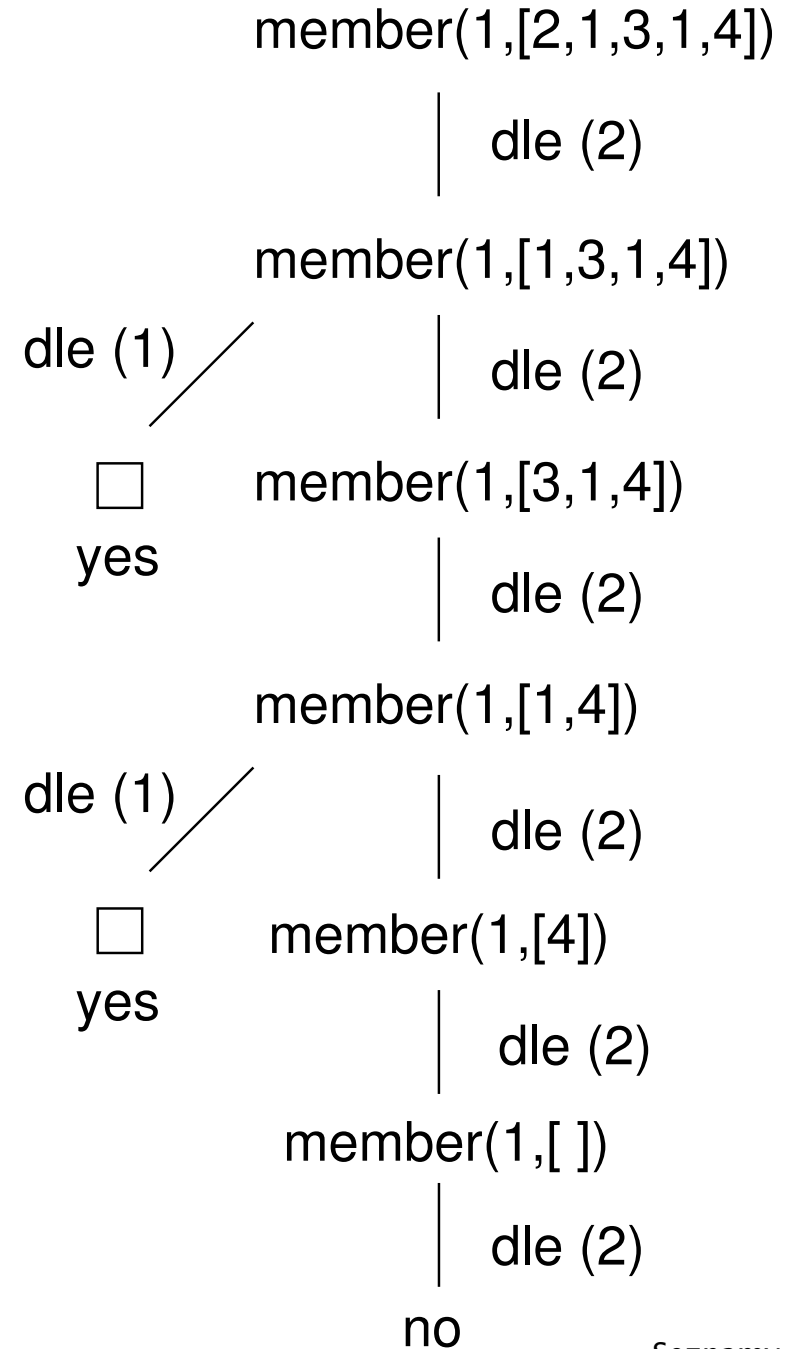 member(1,[2,1,3,1,4])
dle (2)
member(1,[1,3,1,4])
dle (1)
dle (2)
□
member(1,[3,1,4])
yes
dle (2)
member(1,[1,4])
dle (1)
dle (2)
□
member(1,[4])
yes
dle (2)
member(1,[ ])
dle (2)
no